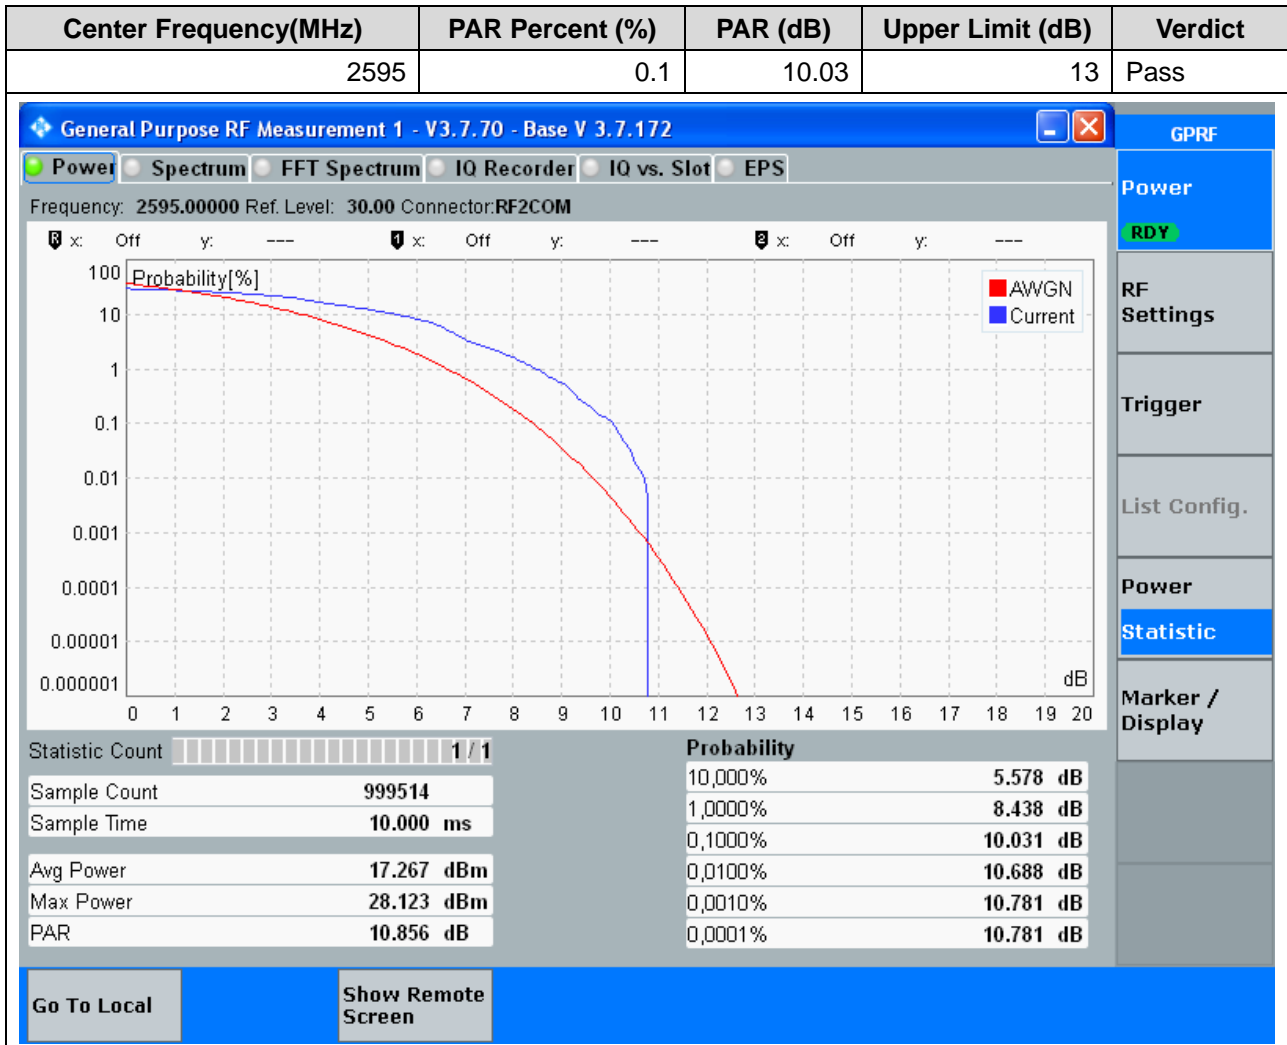 Center Frequency(MHz) PAR Percent (%) PAR (dB) Upper Limit (dB) Verdict
2595 0.1 10.03 13 Pass
General Purpose RF Measurement 1 - V3.7.70 - Base V 3.7.172
GPRF
Power Spectrum FFT Spectrum IQ Recorder IQ vs. Slot EPS
Frequency: 2595.00000 Ref. Level: 30.00 Connector:RF2COM
R x: Off y: --- 1 x: Off y: --- 2 x: Off y: ---
Probability[%]
AWGN
Current
100
10
1
0.1
0.01
0.001
0.0001
0.00001
0.000001
dB
0 1 2 3 4 5 6 7 8 9 10 11 12 13 14 15 16 17 18 19 20
Statistic Count 1 / 1
Sample Count 999514
Sample Time 10.000 ms
Avg Power 17.267 dBm
Max Power 28.123 dBm
PAR 10.856 dB
Probability
10,000% 5.578 dB
1,0000% 8.438 dB
0,1000% 10.031 dB
0,0100% 10.688 dB
0,0010% 10.781 dB
0,0001% 10.781 dB
Power
RDY
RF
Settings
Trigger
List Config.
Power
Statistic
Marker /
Display
Go To Local
Show Remote
Screen